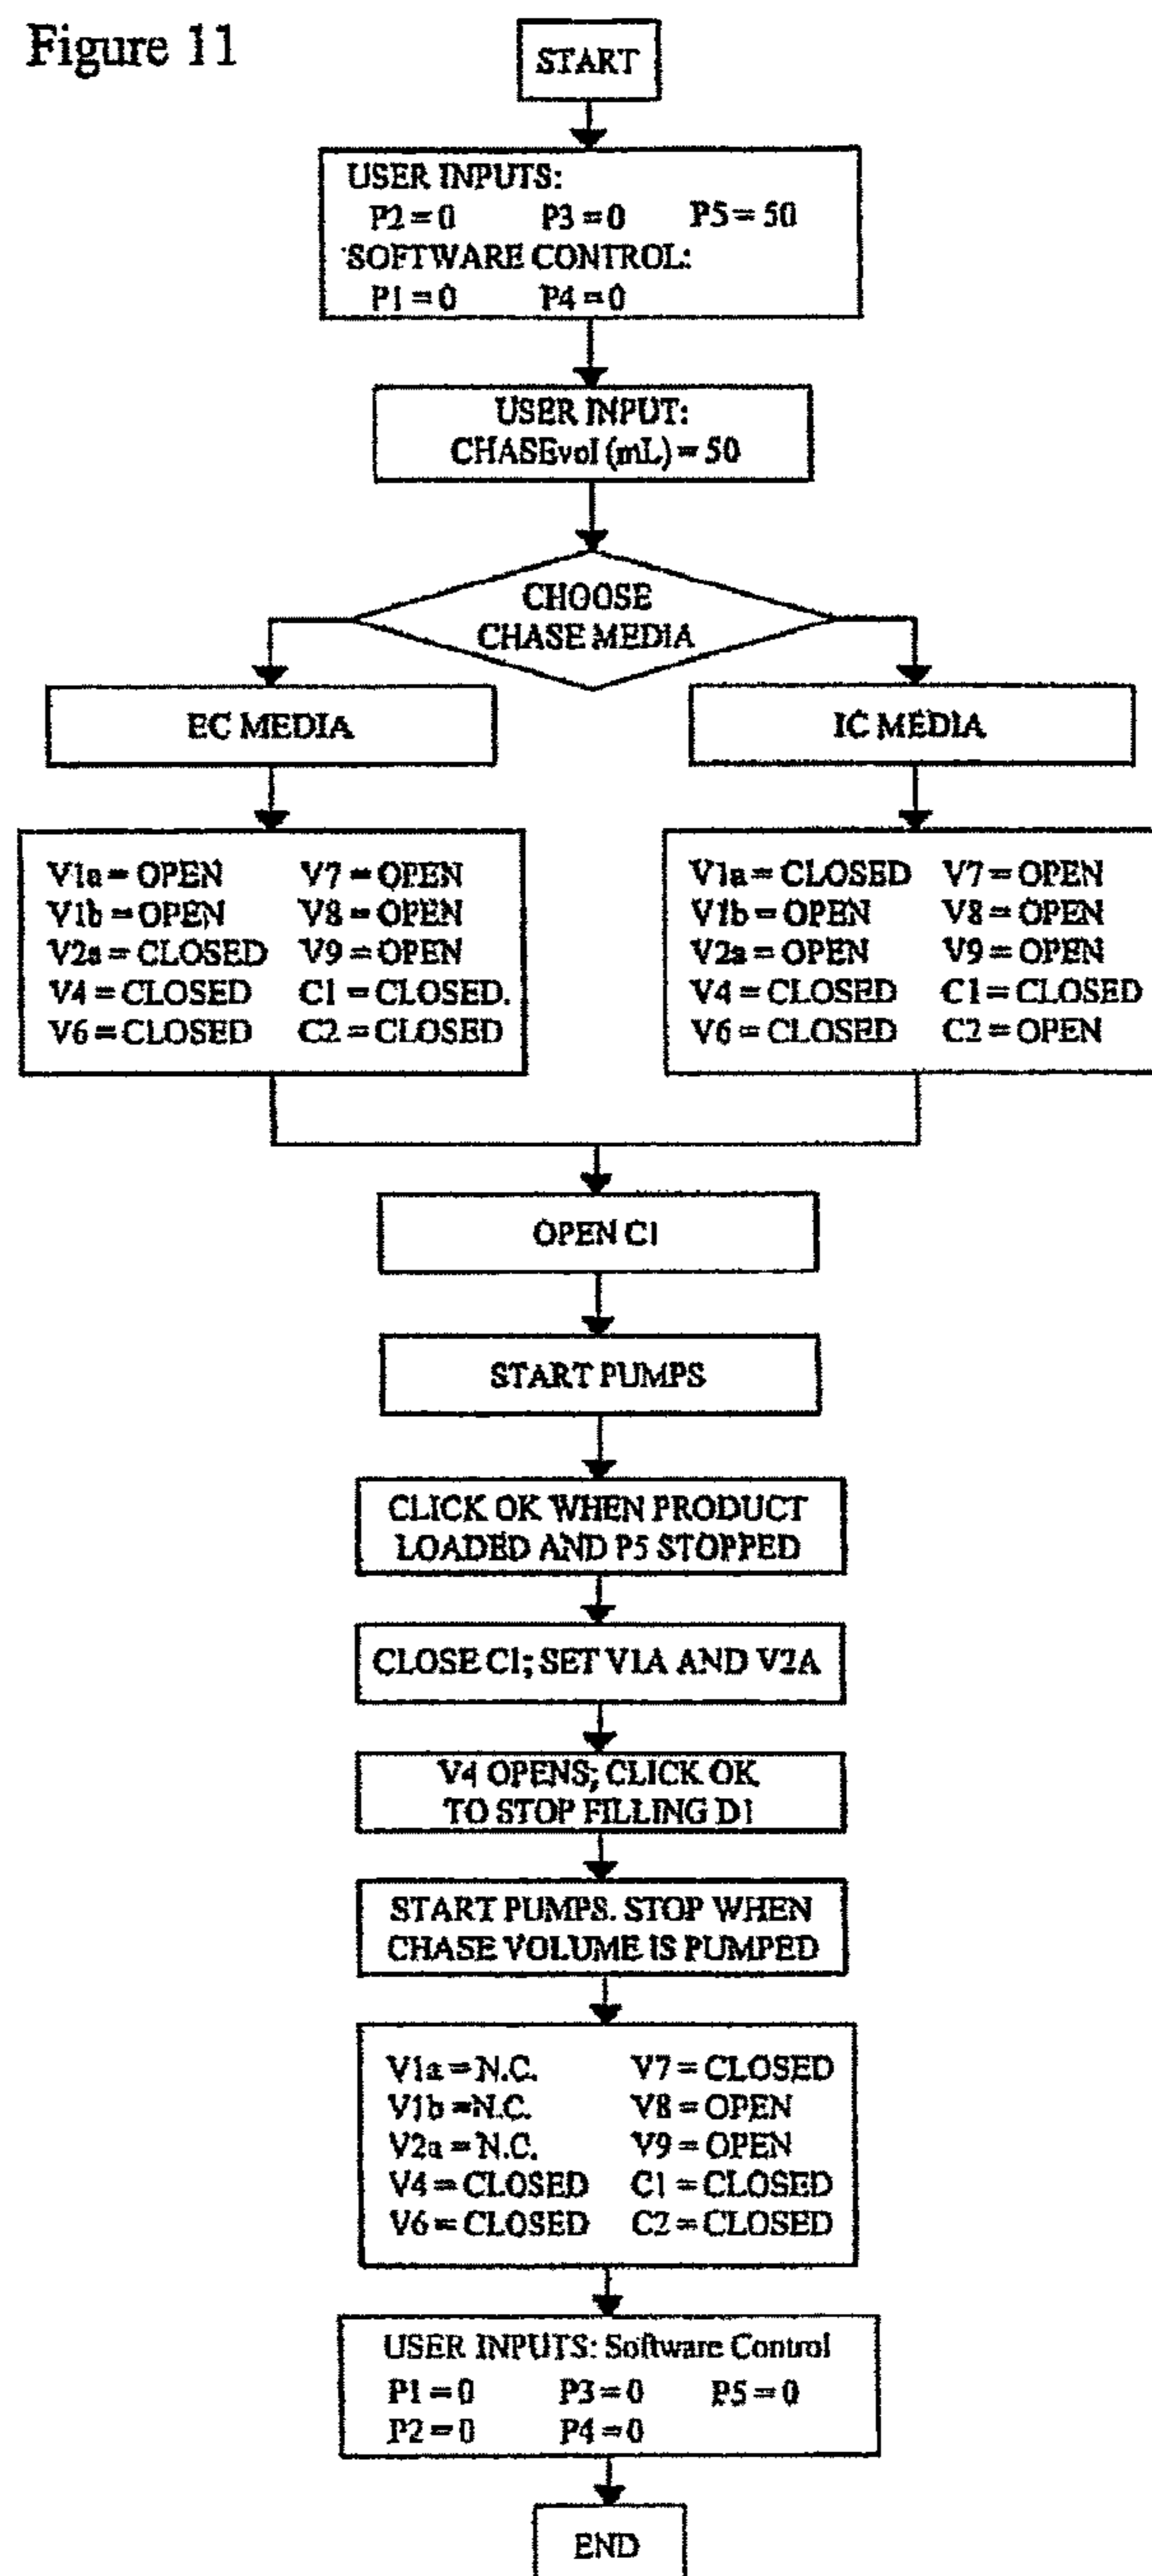 Figure 11
START
USER INPUTS:
P2 = 0 P3 = 0 P5 = 50
SOFTWARE CONTROL:
P1 = 0 P4 = 0
USER INPUT:
CHASEvol (mL) = 50
CHOOSE
CHASE MEDIA
EC MEDIA
IC MEDIA
V1a = OPEN V7 = OPEN
V1b = OPEN V8 = OPEN
V2a = CLOSED V9 = OPEN
V4 = CLOSED C1 = CLOSED.
V6 = CLOSED C2 = CLOSED
V1a = CLOSED V7 = OPEN
V1b = OPEN V8 = OPEN
V2a = OPEN V9 = OPEN
V4 = CLOSED C1 = CLOSED
V6 = CLOSED C2 = OPEN
OPEN C1
START PUMPS
CLICK OK WHEN PRODUCT
LOADED AND P5 STOPPED
CLOSE C1; SET V1A AND V2A
V4 OPENS; CLICK OK
TO STOP FILLING D1
START PUMPS. STOP WHEN
CHASE VOLUME IS PUMPED
V1a = N.C. V7 = CLOSED
V1b =N.C. V8 = OPEN
V2a = N.C. V9 = OPEN
V4 = CLOSED C1 = CLOSED
V6 = CLOSED C2 = CLOSED
USER INPUTS: Software Control
P1 = 0 P3 = 0 P5 = 0
P2 = 0 P4 = 0
END